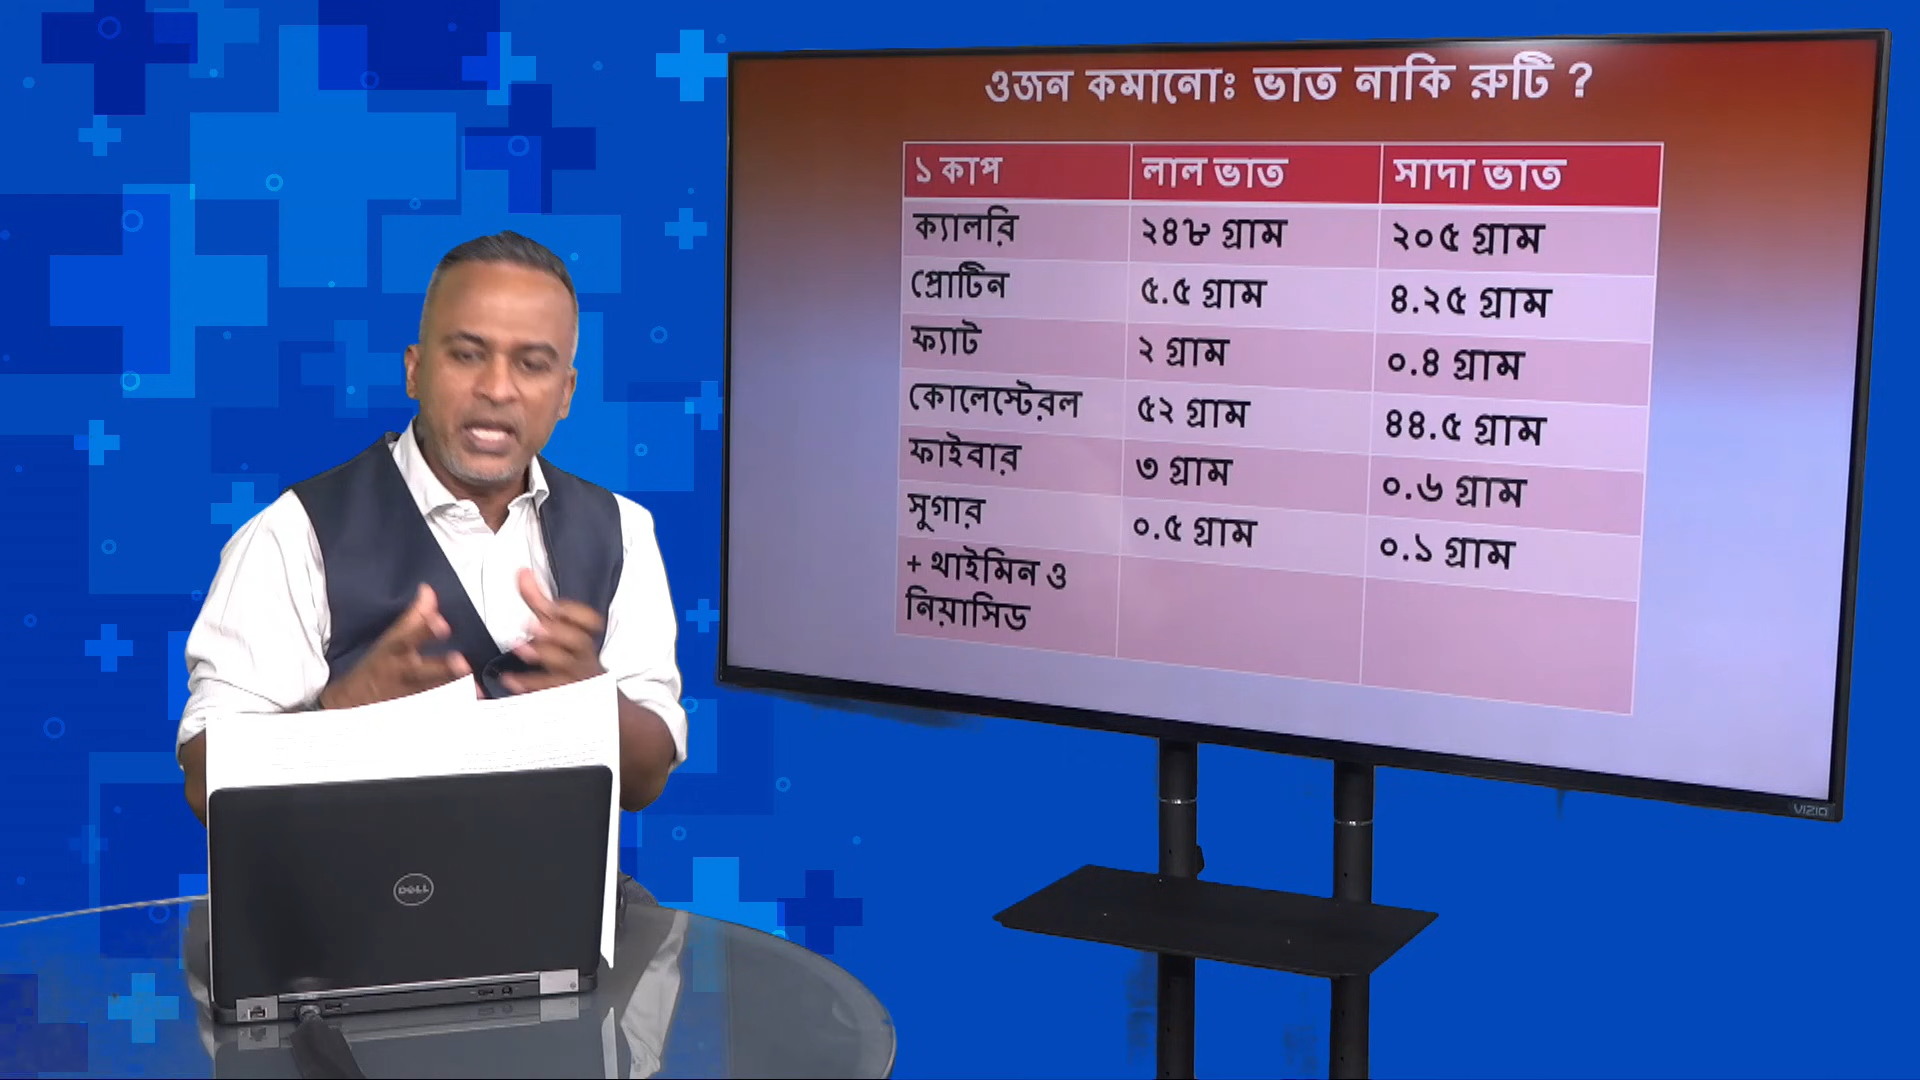 ওজন কমানোঃ ভাত নাকি রুটি ?
১ কাপ লাল ভাত সাদা ভাত
ক্যালরি ২৪৮ গ্রাম ২০৫ গ্রাম
প্রোটিন ৫.৫ গ্রাম ৪.২৫ গ্রাম
ফ্যাট ২ গ্রাম ০.৪ গ্রাম
কোলেস্টেরল ৫২ গ্রাম ৪৪.৫ গ্রাম
ফাইবার ৩ গ্রাম ০.৬ গ্রাম
সুগার ০.৫ গ্রাম ০.১ গ্রাম
+ থাইমিন ও
নিয়াসিড
VIZIO
DELL